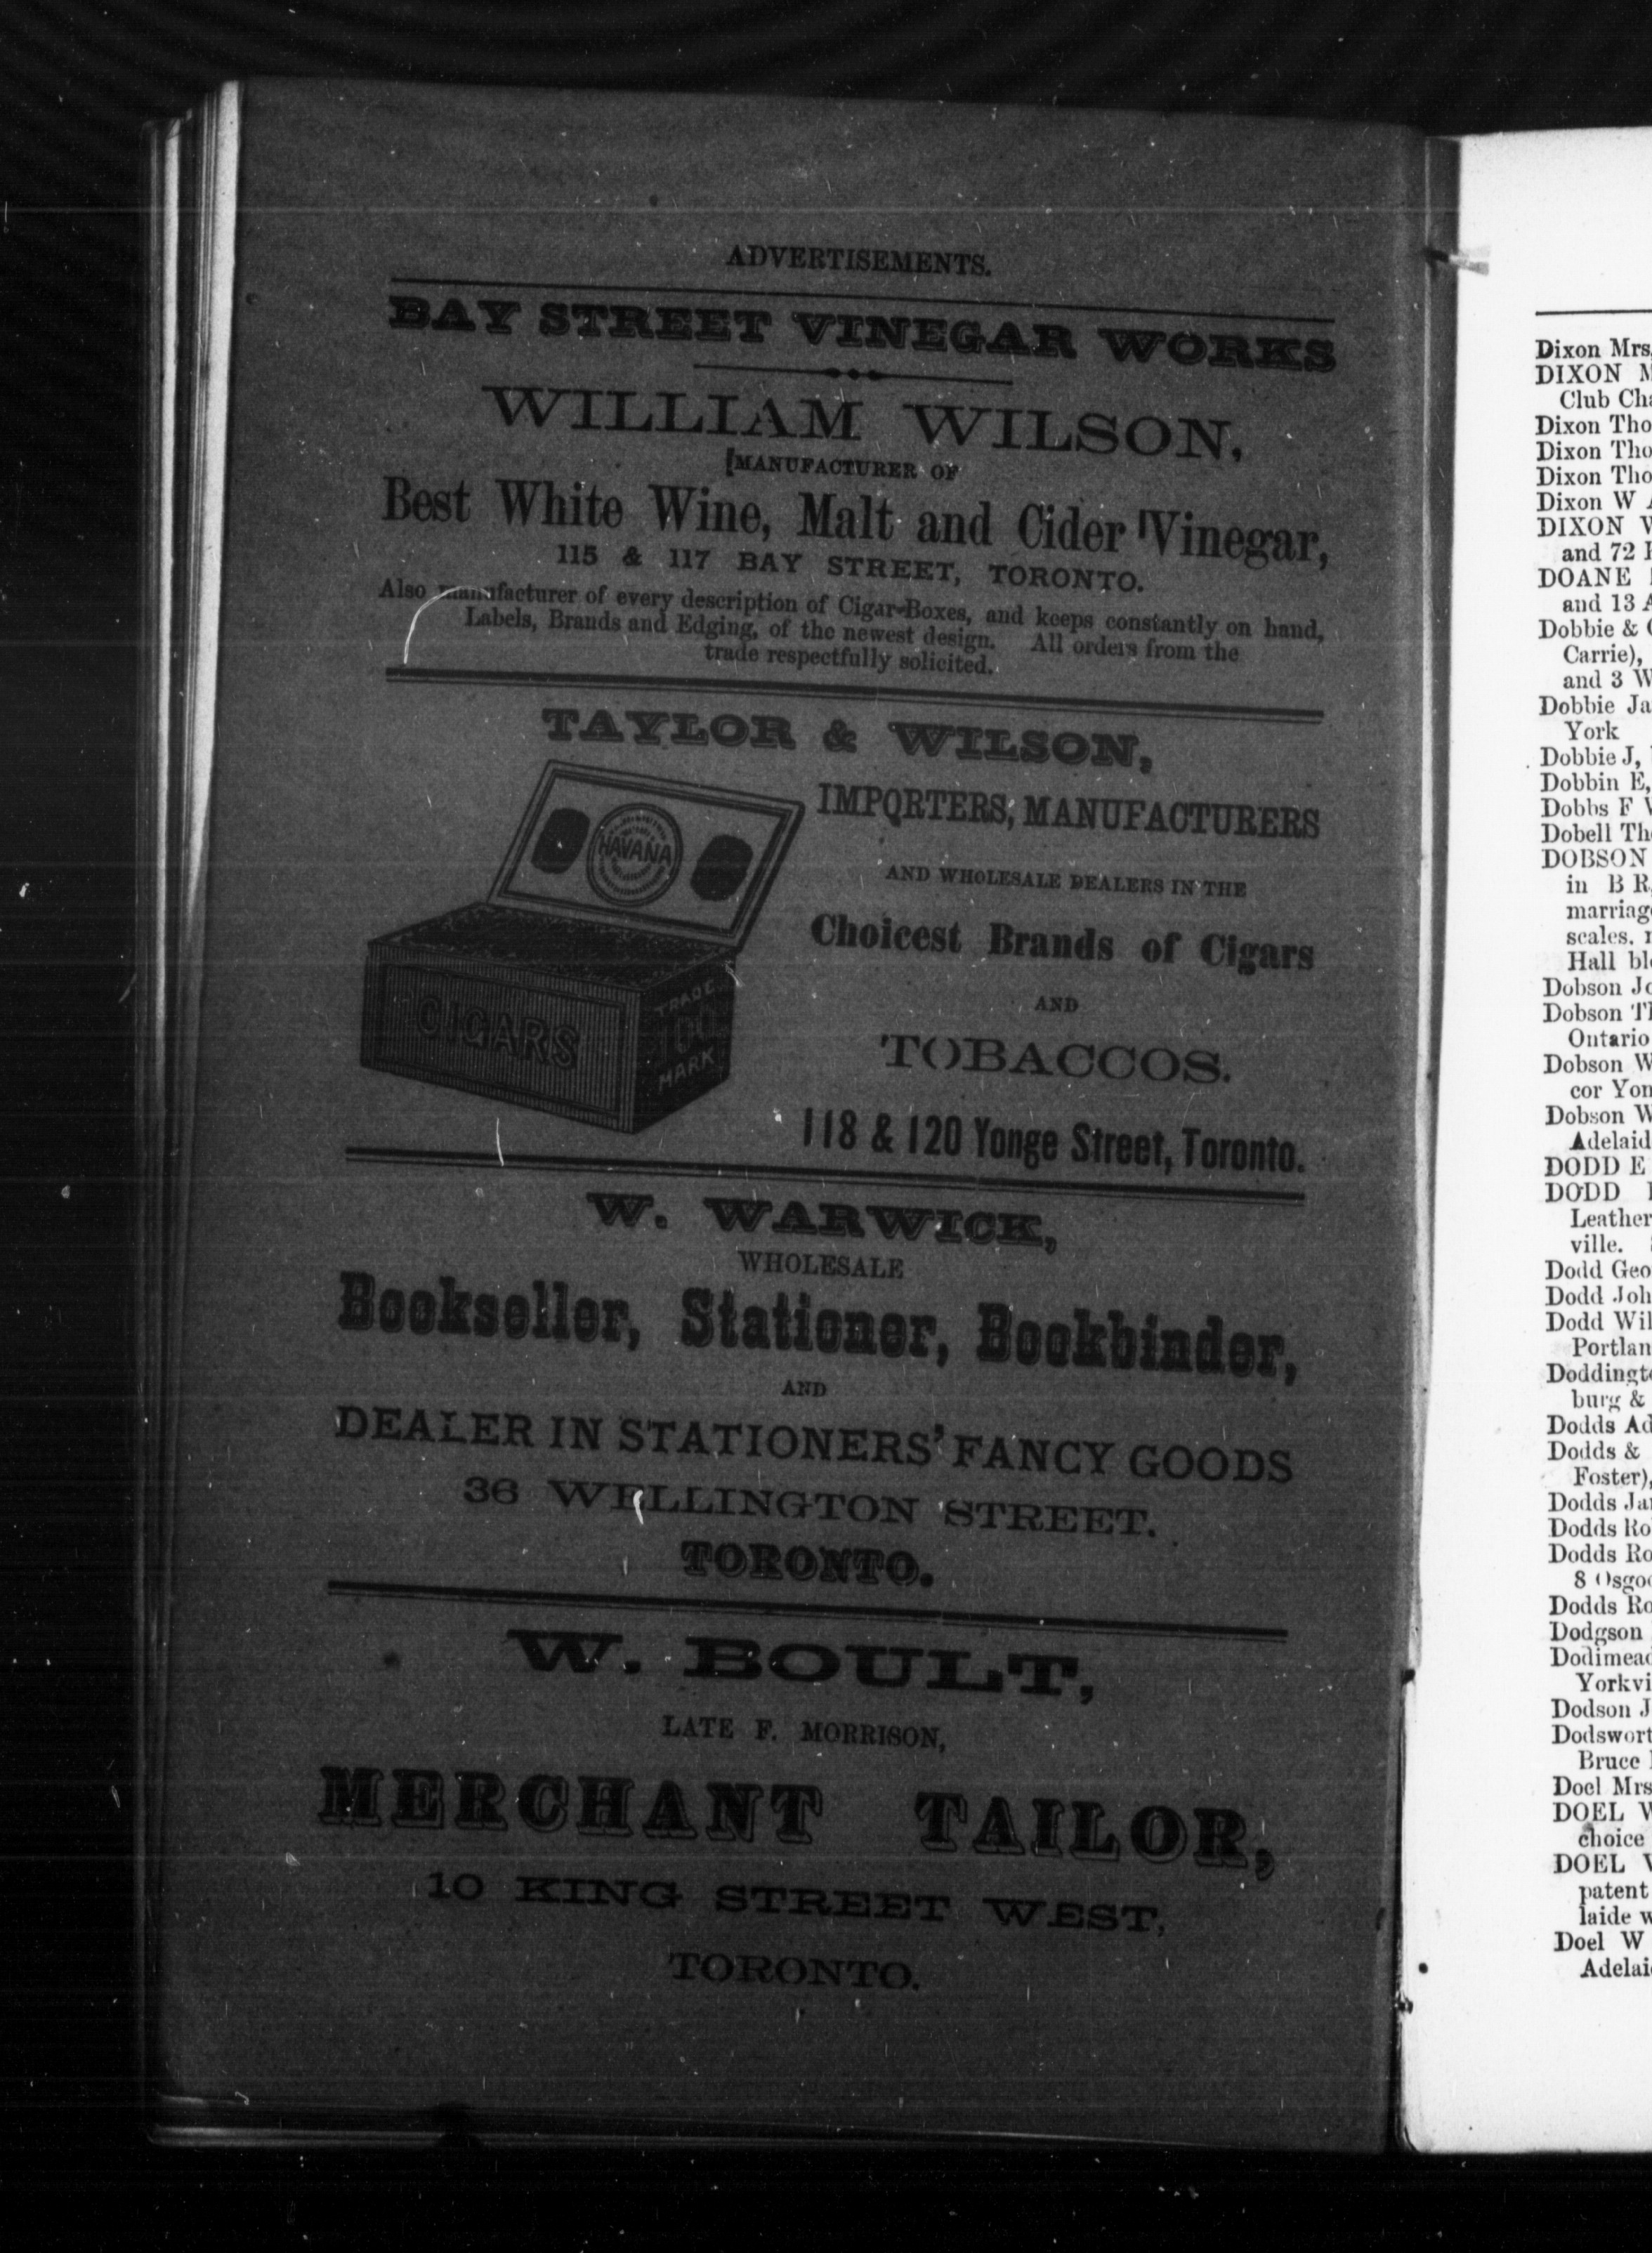 ADVERTISEMENTS.
BAY STREET VINEGAR WORKS
WILLIAM WILSON,
MANUFACTURER OF
Best White Wine, Malt and Cider Vinegar,
115 & 117 BAY STREET, TORONTO.
Also manufacturer of every description of Cigar-Boxes, and keeps constantly on hand,
Labels, Brands and Edging, of the newest design. All orders from the
trade respectfully solicited.
TAYLOR & WILSON,
HAVANA
CIGARS
TRADE
100
MARK
IMPORTERS, MANUFACTURERS
AND WHOLESALE DEALERS IN THE
Choicest Brands of Cigars
AND
TOBACCOS.
118 & 120 Yonge Street, Toronto.
W. WARWICK,
WHOLESALE
Bookseller, Stationer, Bookbinder,
AND
DEALER IN STATIONERS' FANCY GOODS
36 WELLINGTON STREET.
TORONTO.
W. BOULT,
LATE F. MORRISON,
MERCHANT TAILOR,
10 KING STREET WEST,
TORONTO.
Dixon Mrs
DIXON
Club
Dixon Tho
Dixon Tho
Dixon Tho
Dixon W
DIXON
and 72
DOANE
and 13
Dobbie &
Carrie),
and 3 W
Dobbie Ja
York
Dobbie J,
Dobbin E,
Dobbs F
Dobell Th
DOBSON
in B R
marriag
scales,
Hall bl
Dobson Jo
Dobson
Ontario
Dobson W
cor Yon
Dobson W
Adelaid
DODD E
DODD
Leather
ville.
Dodd Geo
Dodd Joh
Dodd Wil
Portlan
Doddingt
burg &
Dodds Ad
Dodds &
Foster),
Dodds Ja
Dodds Ro
Dodds Ro
8 Osgo
Dodds Ro
Dodgson
Dodimead
Yorkvi
Dodson J
Dodswort
Bruce
Doel Mrs
DOEL W
choice
DOEL
patent
laide w
Doel W
Adelai